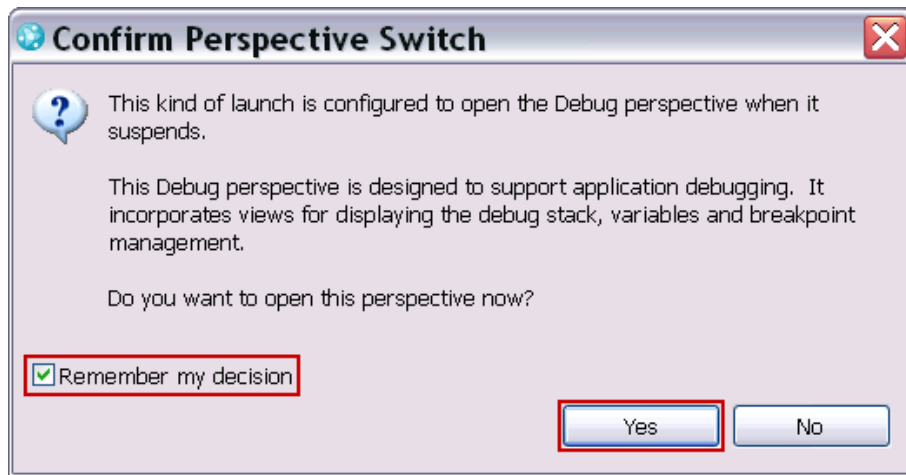 Confirm Perspective Switch
This kind of launch is configured to open the Debug perspective when it
suspends.
This Debug perspective is designed to support application debugging.  It
incorporates views for displaying the debug stack, variables and breakpoint
management.
Do you want to open this perspective now?
Remember my decision
Yes No